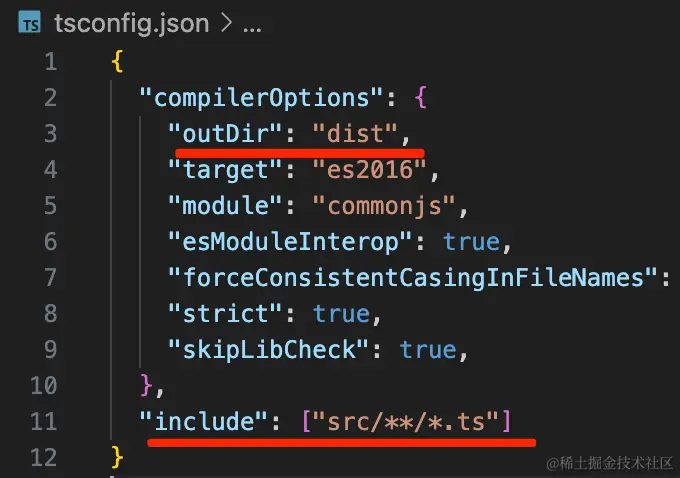 TS tsconfig.json > ...
1 {
2 "compilerOptions": {
3 "outDir": "dist",
4 "target": "es2016",
5 "module": "commonjs",
6 "esModuleInterop": true,
7 "forceConsistentCasingInFileNames":
8 "strict": true,
9 "skipLibCheck": true,
10 },
11 "include": ["src/**/*.ts"]
12 }
@稀土掘金技术社区